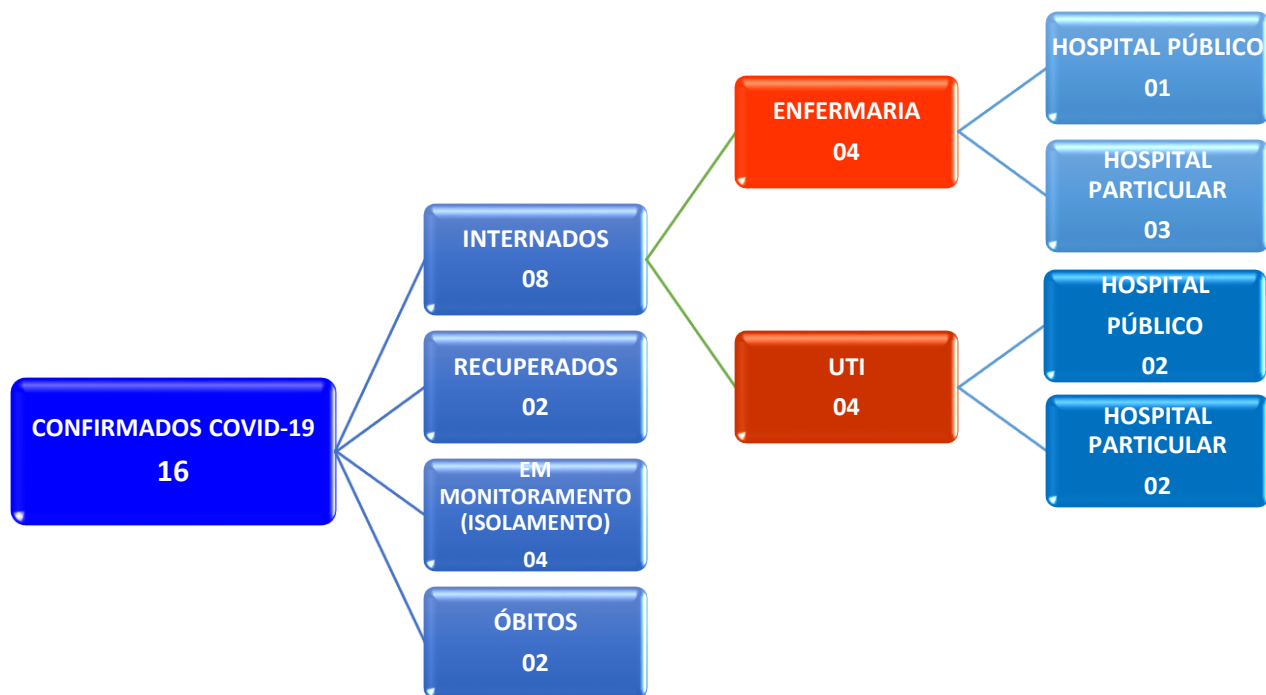 CONFIRMADOS COVID-19
16
INTERNADOS
08
RECUPERADOS
02
EM
MONITORAMENTO
(ISOLAMENTO)
04
ÓBITOS
02
ENFERMARIA
04
UTI
04
HOSPITAL PÚBLICO
01
HOSPITAL
PARTICULAR
03
HOSPITAL
PÚBLICO
02
HOSPITAL
PARTICULAR
02